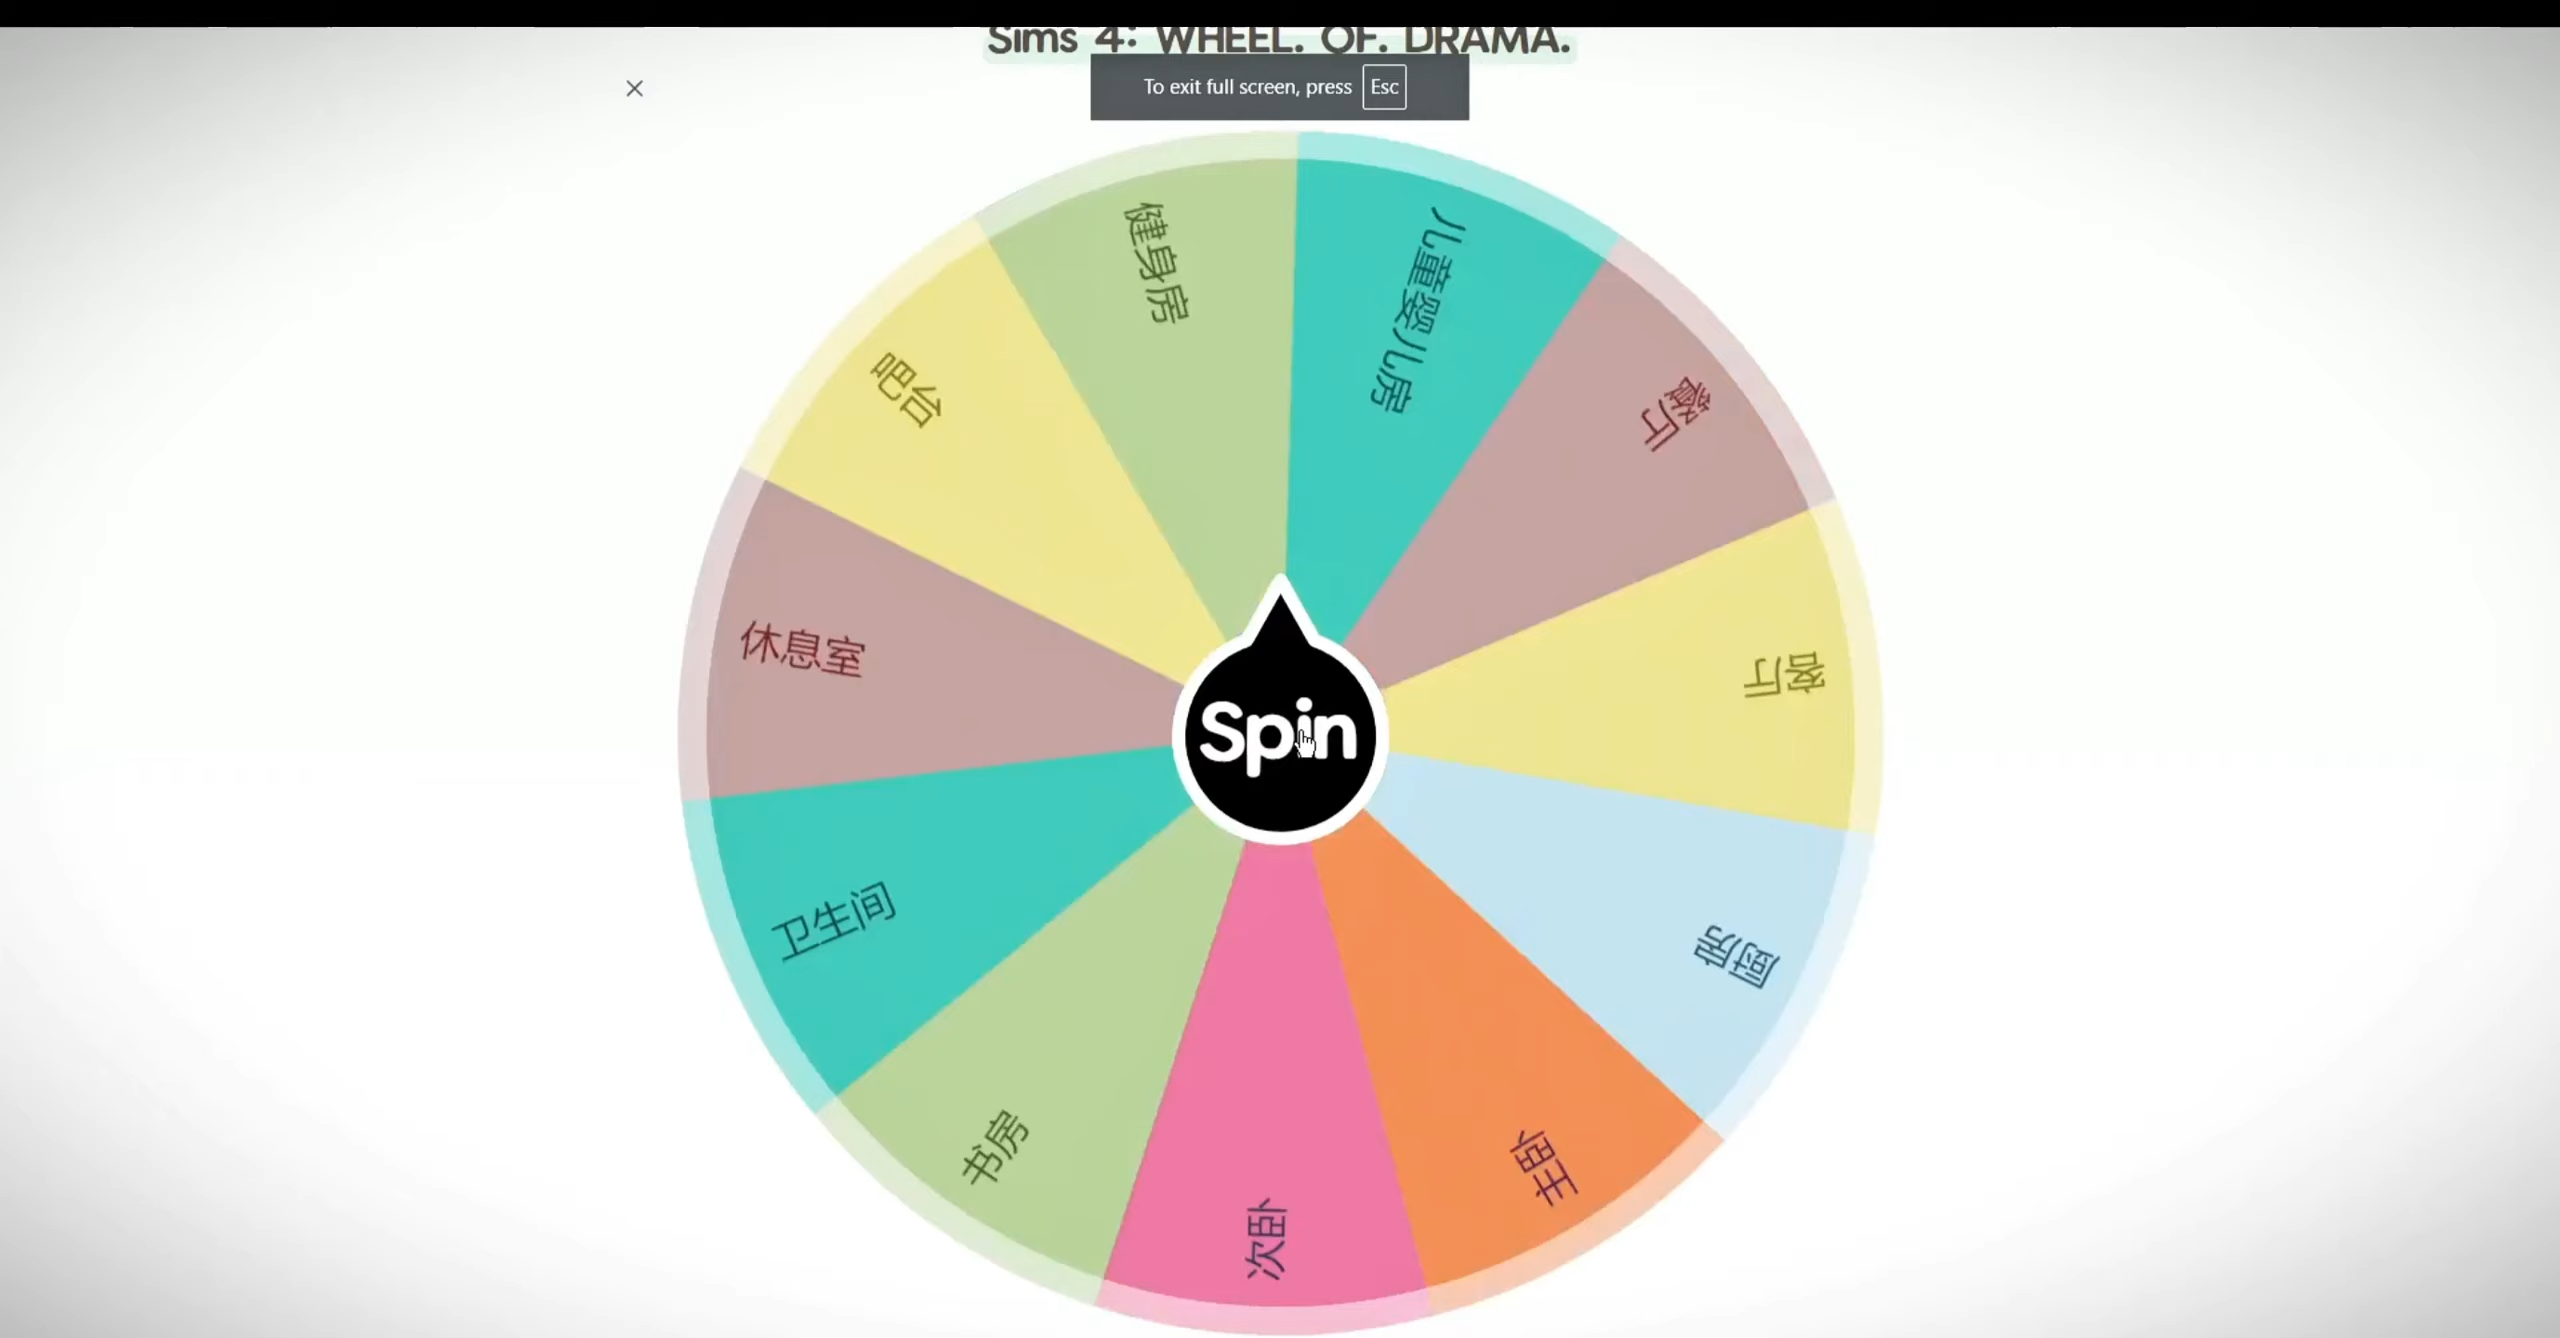 Sims 4: WHEEL. OF. DRAMA.
To exit full screen, press Esc
健身房
儿童婴儿房
餐厅
客厅
厨房
主卧
次卧
书房
卫生间
休息室
吧台
Spin